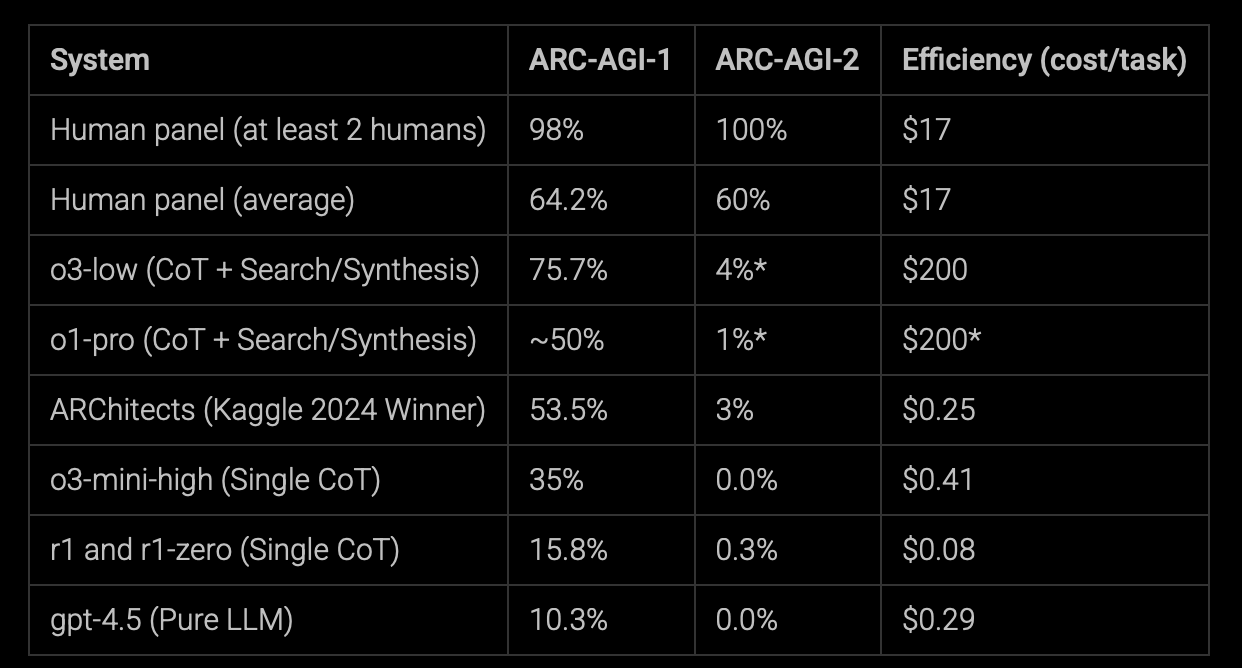 System ARC-AGI-1 ARC-AGI-2 Efficiency (cost/task)
Human panel (at least 2 humans) 98% 100% $17
Human panel (average) 64.2% 60% $17
o3-low (CoT + Search/Synthesis) 75.7% 4%* $200
o1-pro (CoT + Search/Synthesis) ~50% 1%* $200*
ARChitects (Kaggle 2024 Winner) 53.5% 3% $0.25
o3-mini-high (Single CoT) 35% 0.0% $0.41
r1 and r1-zero (Single CoT) 15.8% 0.3% $0.08
gpt-4.5 (Pure LLM) 10.3% 0.0% $0.29